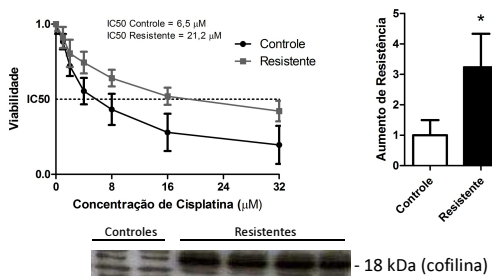 IC50 Controle = 6,5 μM
IC50 Resistente = 21,2 μM
Controle
Resistente
Viabilidade
1.0
IC50
0.0
0
8
16
24
32
Concentração de Cisplatina (μM)
Aumento de Resistência
5
4
3
2
1
0
*
Controle
Resistente
Controles
Resistentes
- 18 kDa (cofilina)